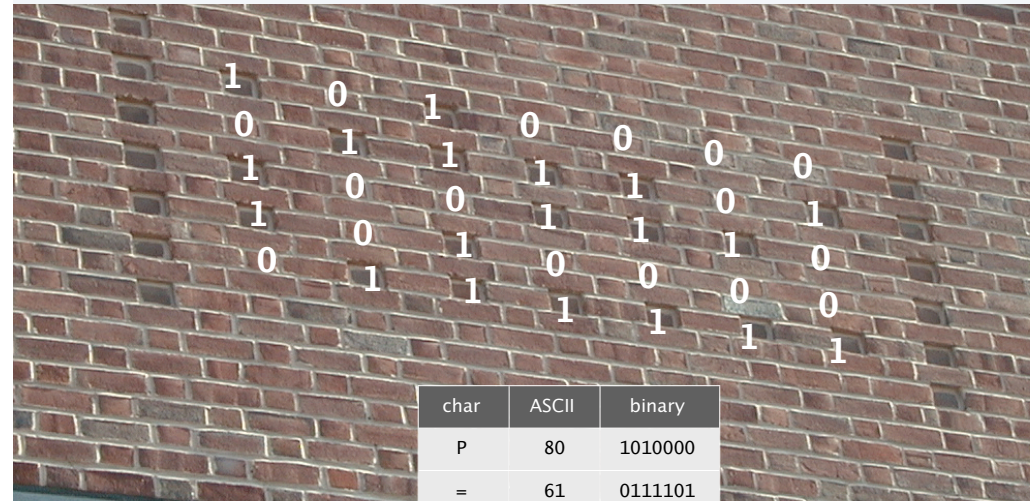 1 0 1 0 0 0 0
0 1 1 1 1 0 1
1 0 0 1 1 1 0
1 0 1 0 0 0 0
0 1 1 1 1 1 1
char ASCII binary
P 80 1010000
= 61 0111101